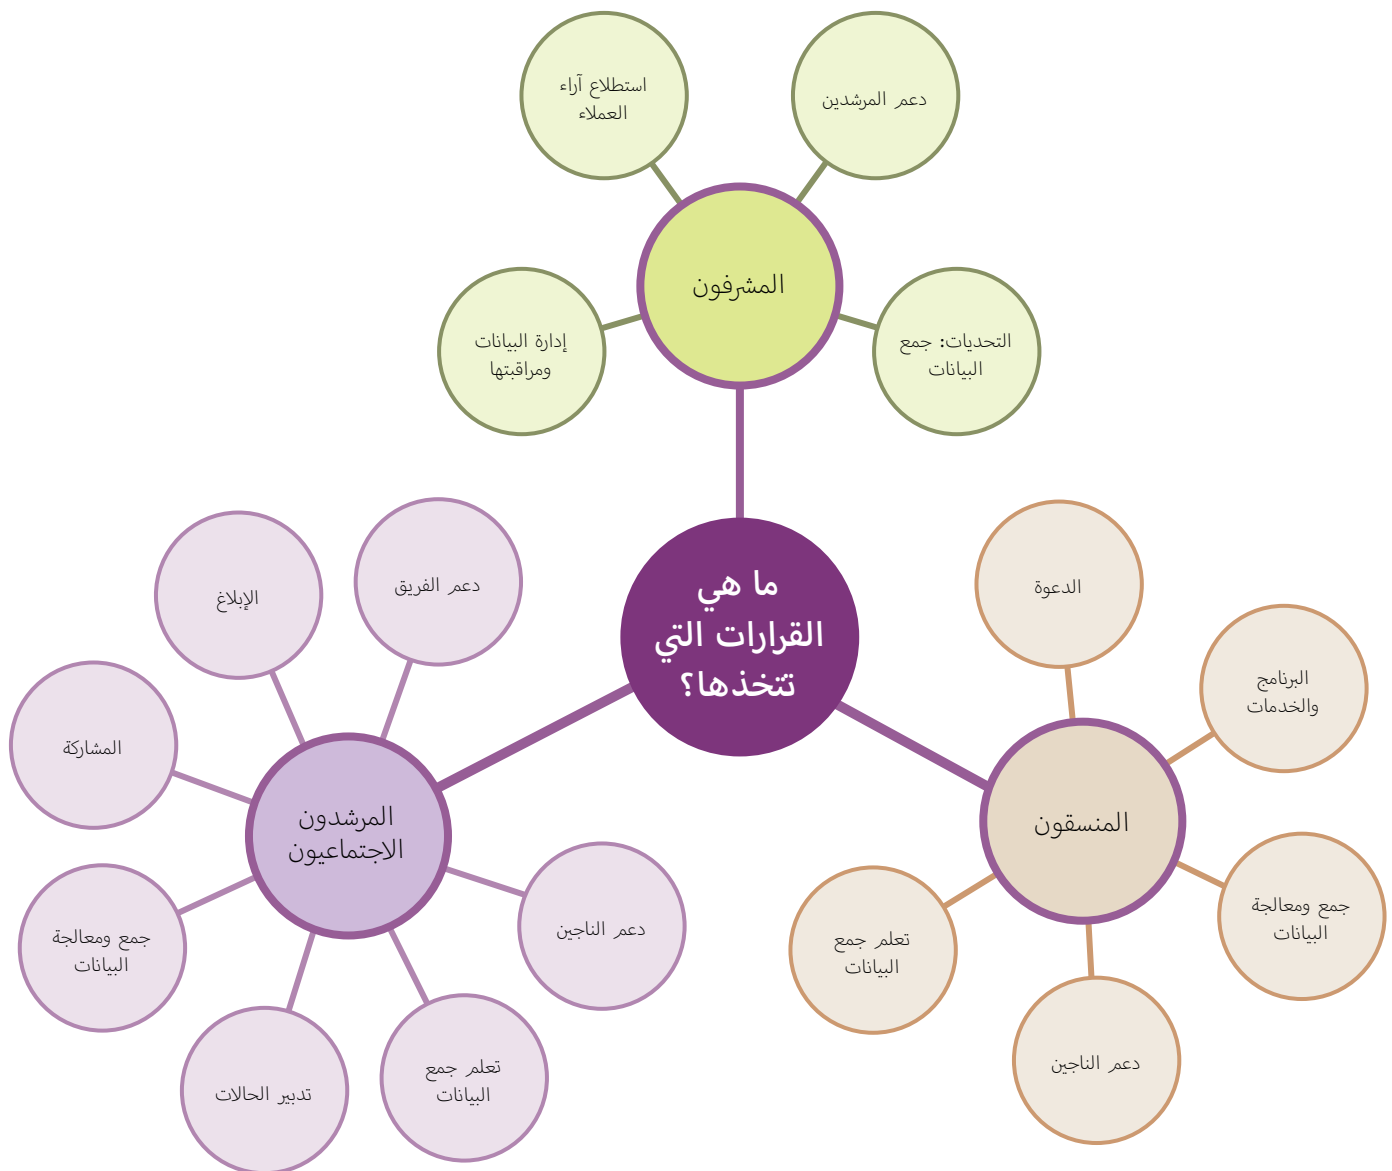 استطلاع آراء
العملاء
دعم المرشدين
المشرفون
إدارة البيانات
ومراقبتها
التحديات: جمع
البيانات
ما هي
القرارات التي
تتخذها؟
دعم الفريق
الإبلاغ
المشاركة
المرشدون
الاجتماعيون
جمع ومعالجة
البيانات
تدبير الحالات
تعلم جمع
البيانات
دعم الناجين
الدعوة
البرنامج
والخدمات
المنسقون
جمع ومعالجة
البيانات
تعلم جمع
البيانات
دعم الناجين